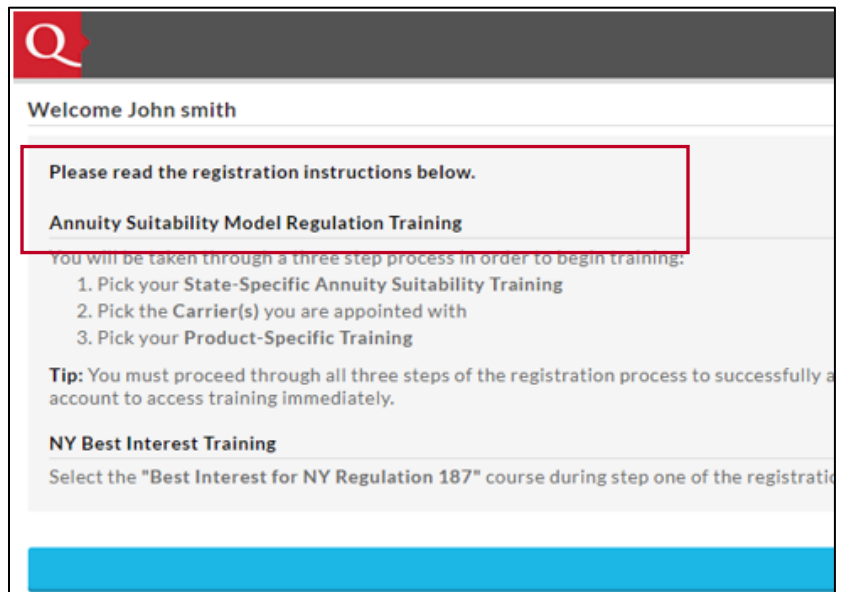 Q
Welcome John smith
Please read the registration instructions below.
Annuity Suitability Model Regulation Training
You will be taken through a three step process in order to begin training:
1. Pick your State-Specific Annuity Suitability Training
2. Pick the Carrier(s) you are appointed with
3. Pick your Product-Specific Training
Tip: You must proceed through all three steps of the registration process to successfully a
account to access training immediately.
NY Best Interest Training
Select the "Best Interest for NY Regulation 187" course during step one of the registratio